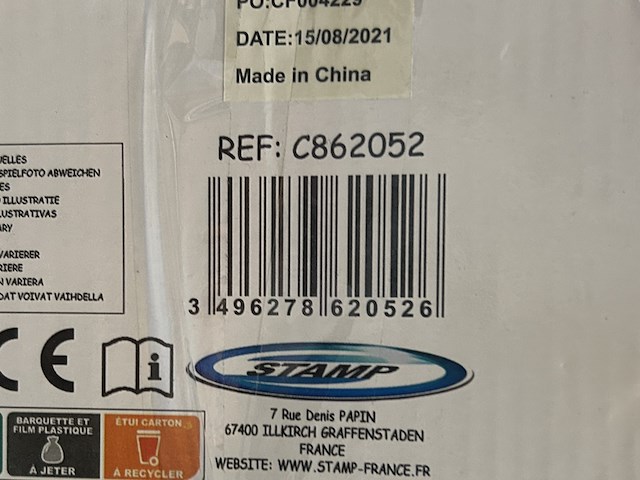 PO:CF004229
DATE:15/08/2021
Made in China
REF: C862052
UELLES
SPIELFOTO ABWEICHEN
ES
ILLUSTRATIE
LUSTRATIVAS
ARY
VARIERER
RIERE
N VARIERA
DAT VOIVAT VAIHDELLA
3 496278 620526
CE
i
STAMP
7 Rue Denis PAPIN
67400 ILLKIRCH GRAFFENSTADEN
FRANCE
WEBSITE: WWW.STAMP-FRANCE.FR
BARQUETTE ET
FILM PLASTIQUE
À JETER
ÉTUI CARTON
À RECYCLER